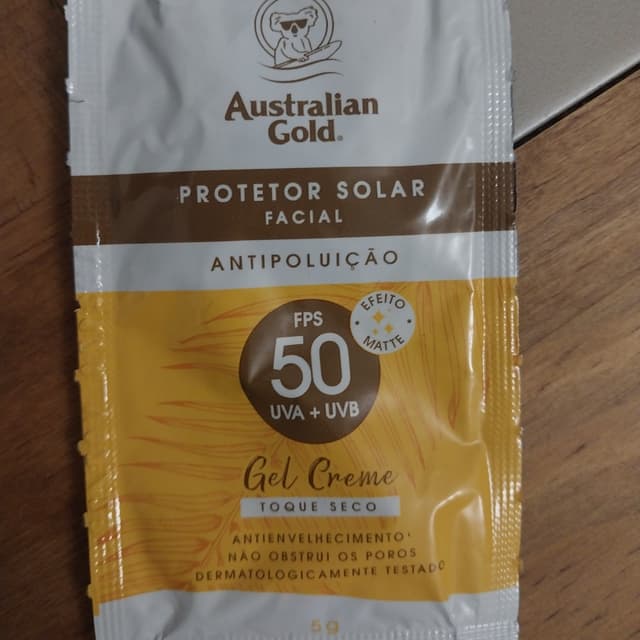 Australian
Gold®
PROTETOR SOLAR
FACIAL
ANTIPOLUIÇÃO
EFEITO
MATTE
FPS
50
UVA + UVB
Gel Creme
TOQUE SECO
ANTIENVELHECIMENTO¹
NÃO OBSTRUI OS POROS
DERMATOLOGICAMENTE TESTADO
5g